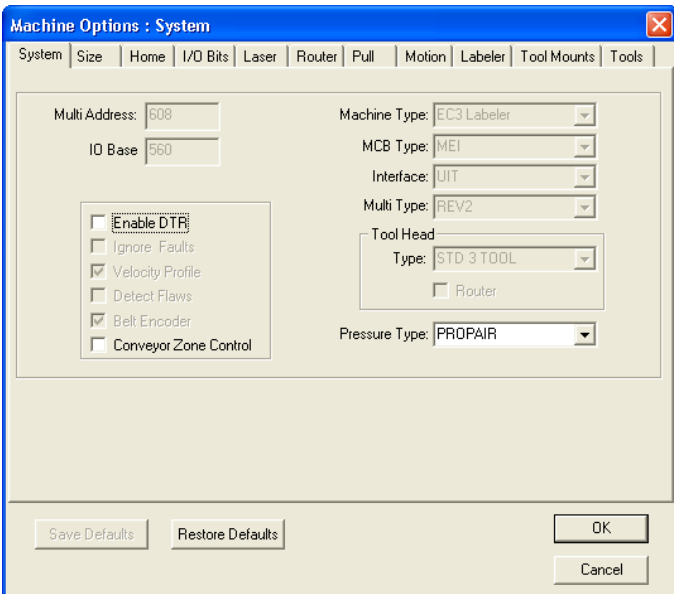 Machine Options : System
System Size Home I/O Bits Laser Router Pull Motion Labeler Tool Mounts Tools
Multi Address: 608
IO Base 560
Enable DTR
Ignore Faults
Velocity Profile
Detect Flaws
Belt Encoder
Conveyor Zone Control
Machine Type: EC3 Labeler
MCB Type: MEI
Interface: UIT
Multi Type: REV2
Tool Head
Type: STD 3 TOOL
Router
Pressure Type: PROPAIR
Save Defaults
Restore Defaults
OK
Cancel